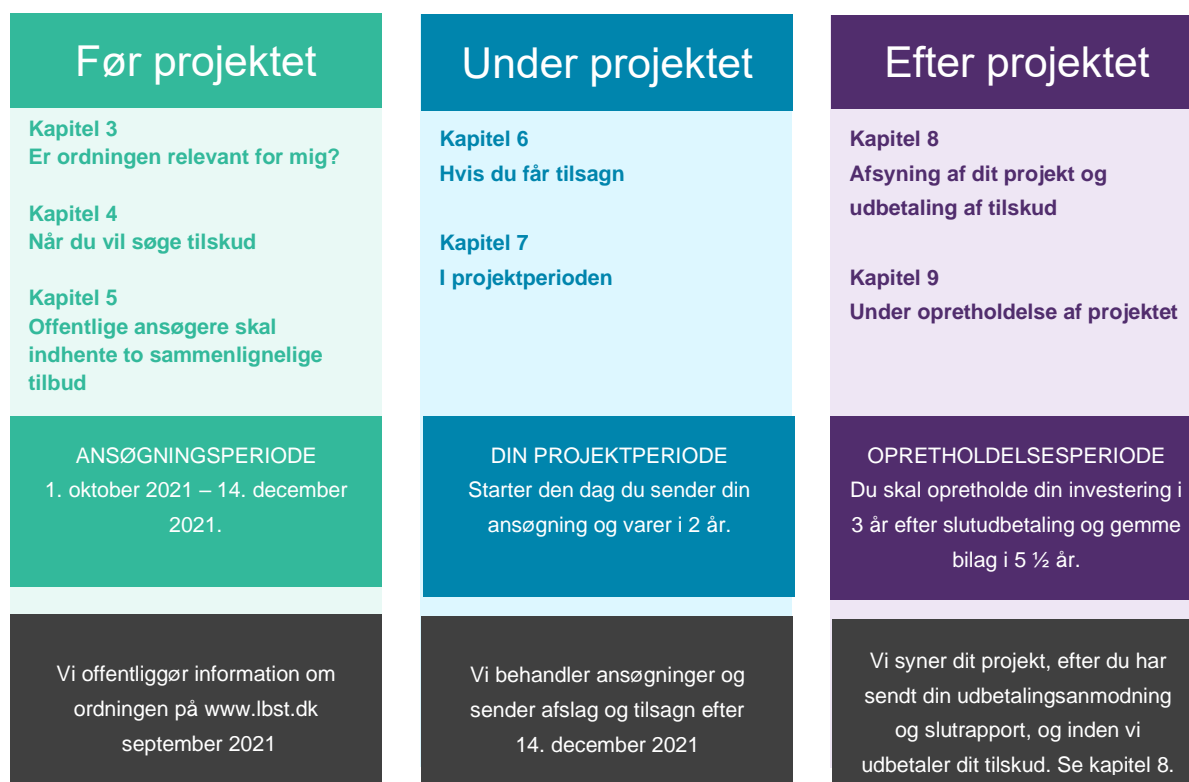 Før projektet
Kapitel 3
Er ordningen relevant for mig?
Kapitel 4
Når du vil søge tilskud
Kapitel 5
Offentlige ansøgere skal
indhente to sammenlignelige
tilbud
ANSØGNINGSPERIODE
1. oktober 2021 – 14. december
2021.
Vi offentliggør information om
ordningen på www.lbst.dk
september 2021
Under projektet
Kapitel 6
Hvis du får tilsagn
Kapitel 7
I projektperioden
DIN PROJEKTPERIODE
Starter den dag du sender din
ansøgning og varer i 2 år.
Vi behandler ansøgninger og
sender afslag og tilsagn efter
14. december 2021
Efter projektet
Kapitel 8
Afsyning af dit projekt og
udbetaling af tilskud
Kapitel 9
Under opretholdelse af projektet
OPRETHOLDELSESPERIODE
Du skal opretholde din investering i
3 år efter slutudbetaling og gemme
bilag i 5 ½ år.
Vi syner dit projekt, efter du har
sendt din udbetalingsanmodning
og slutrapport, og inden vi
udbetaler dit tilskud. Se kapitel 8.